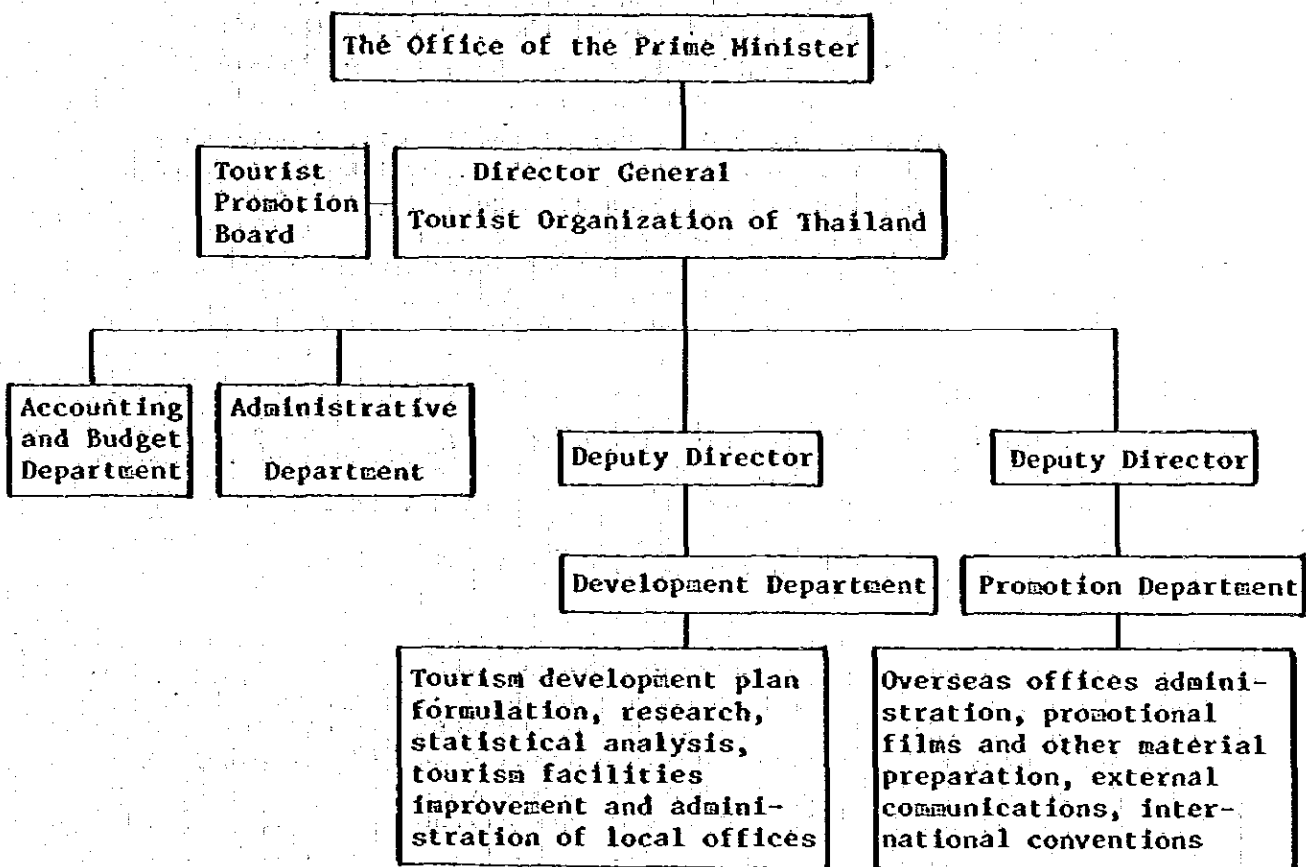 The Office of the Prime Minister
Tourist
Promotion
Board
Director General
Tourist Organization of Thailand
Accounting
and Budget
Department
Administrative
Department
Deputy Director
Deputy Director
Development Department
Promotion Department
Tourism development plan
formulation, research,
statistical analysis,
tourism facilities
improvement and admini-
stration of local offices
Overseas offices admini-
stration, promotional
films and other material
preparation, external
communications, inter-
national conventions